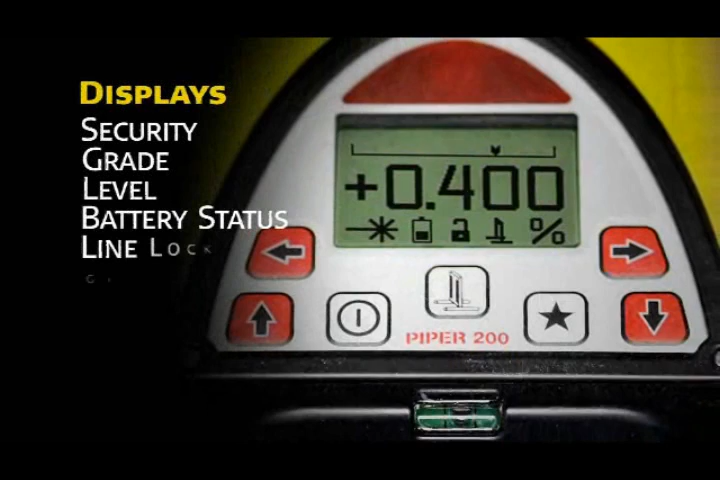 DISPLAYS
SECURITY
GRADE
LEVEL
BATTERY STATUS
LINE LOCK
+0.400
%
PIPER 200